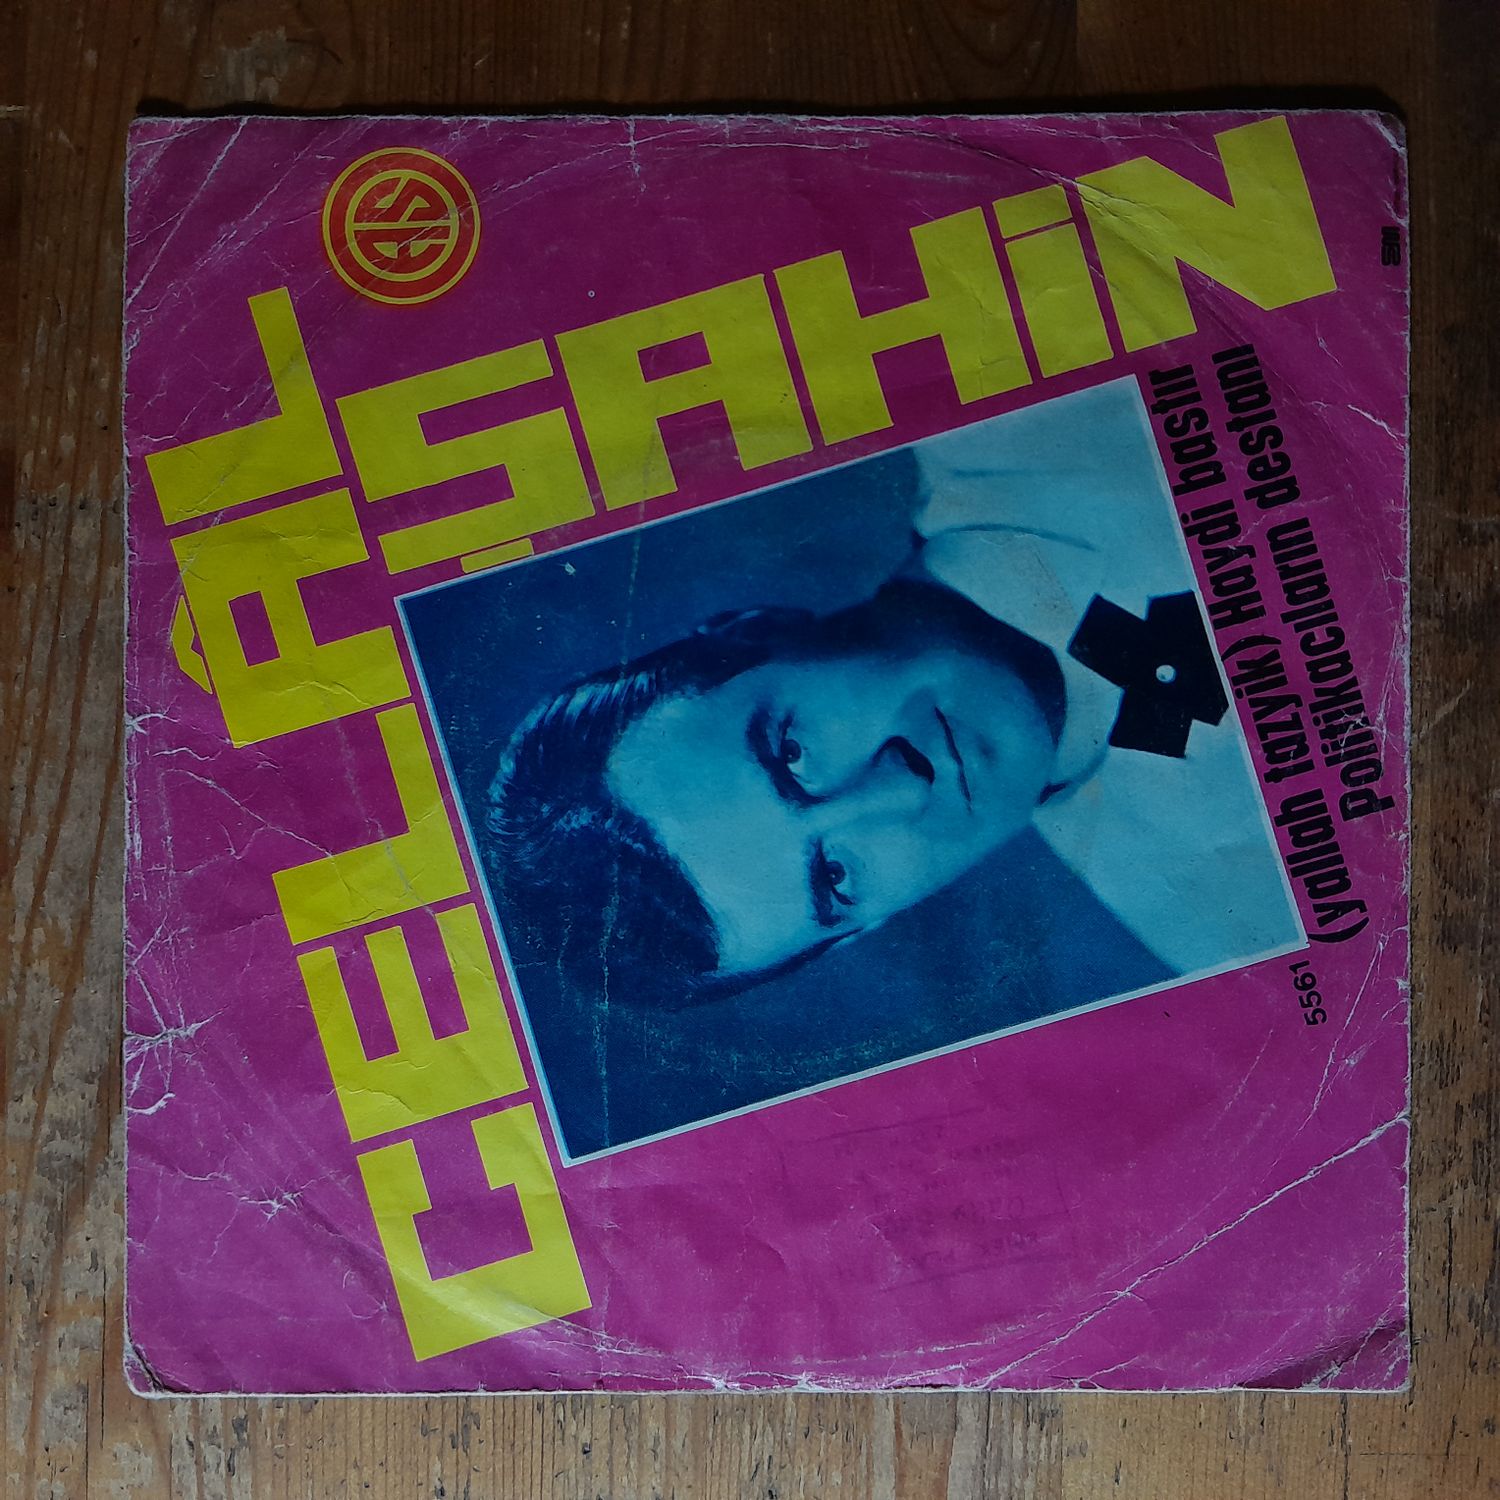 CELÂL
ŞAHİN
5561 (yallah tazyik) Haydi bastır
Politikacıların destanı